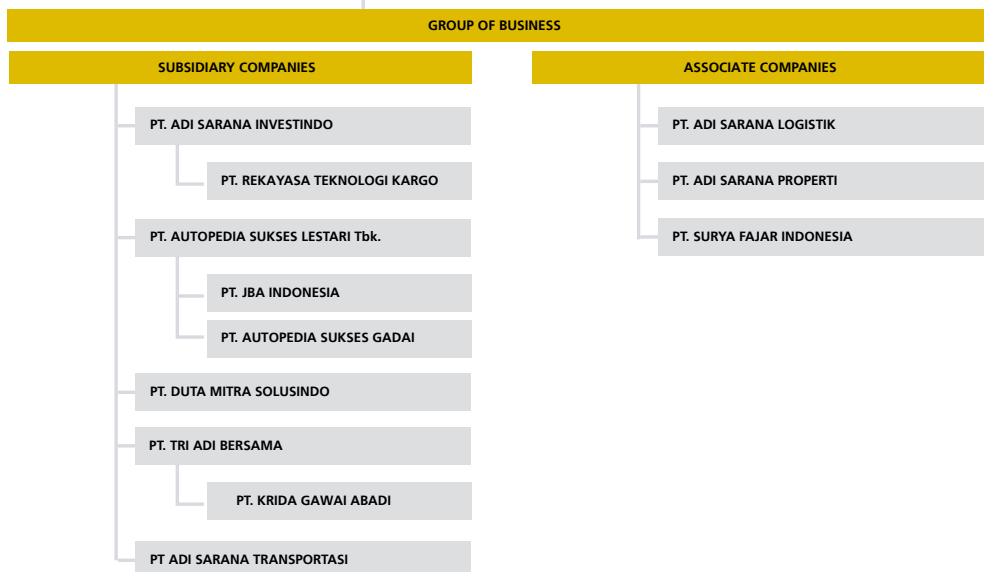 GROUP OF BUSINESS
SUBSIDIARY COMPANIES
PT. ADI SARANA INVESTINDO
PT. REKAYASA TEKNOLOGI KARGO
PT. AUTOPEDIA SUKSES LESTARI Tbk.
PT. JBA INDONESIA
PT. AUTOPEDIA SUKSES GADAI
PT. DUTA MITRA SOLUSINDO
PT. TRI ADI BERSAMA
PT. KRIDA GAWAI ABADI
PT ADI SARANA TRANSPORTASI
ASSOCIATE COMPANIES
PT. ADI SARANA LOGISTIK
PT. ADI SARANA PROPERTI
PT. SURYA FAJAR INDONESIA